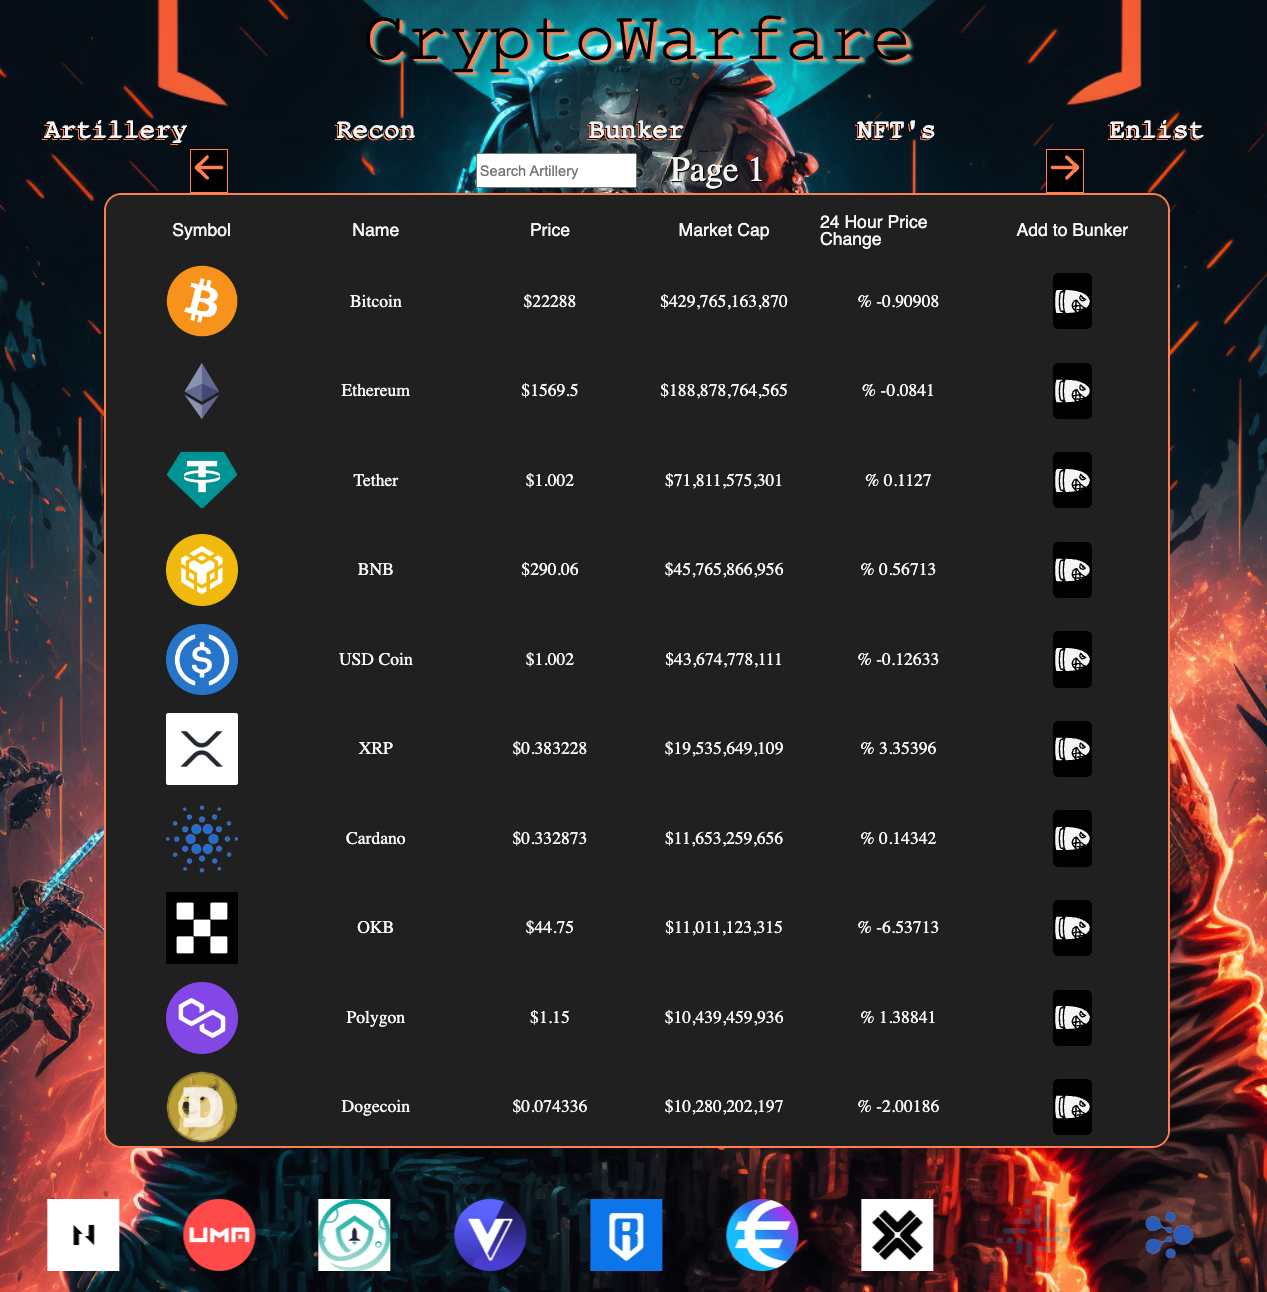 CryptoWarfare
Artillery Recon Bunker NFT's Enlist
Search Artillery Page 1
Symbol Name Price Market Cap 24 Hour Price Change Add to Bunker
Bitcoin $22288 $429,765,163,870 % -0.90908
Ethereum $1569.5 $188,878,764,565 % -0.0841
Tether $1.002 $71,811,575,301 % 0.1127
BNB $290.06 $45,765,866,956 % 0.56713
USD Coin $1.002 $43,674,778,111 % -0.12633
XRP $0.383228 $19,535,649,109 % 3.35396
Cardano $0.332873 $11,653,259,656 % 0.14342
OKB $44.75 $11,011,123,315 % -6.53713
Polygon $1.15 $10,439,459,936 % 1.38841
Dogecoin $0.074336 $10,280,202,197 % -2.00186
UMA